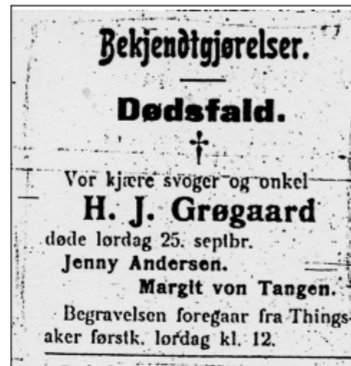 Bekjendtgjørelser.
Dødsfald.
†
Vor kjære svoger og onkel
H. J. Grøgaard
døde lørdag 25. septbr.
Jenny Andersen.
Margit von Tangen.
Begravelsen foregaar fra Things-
aker førstk. lørdag kl. 12.